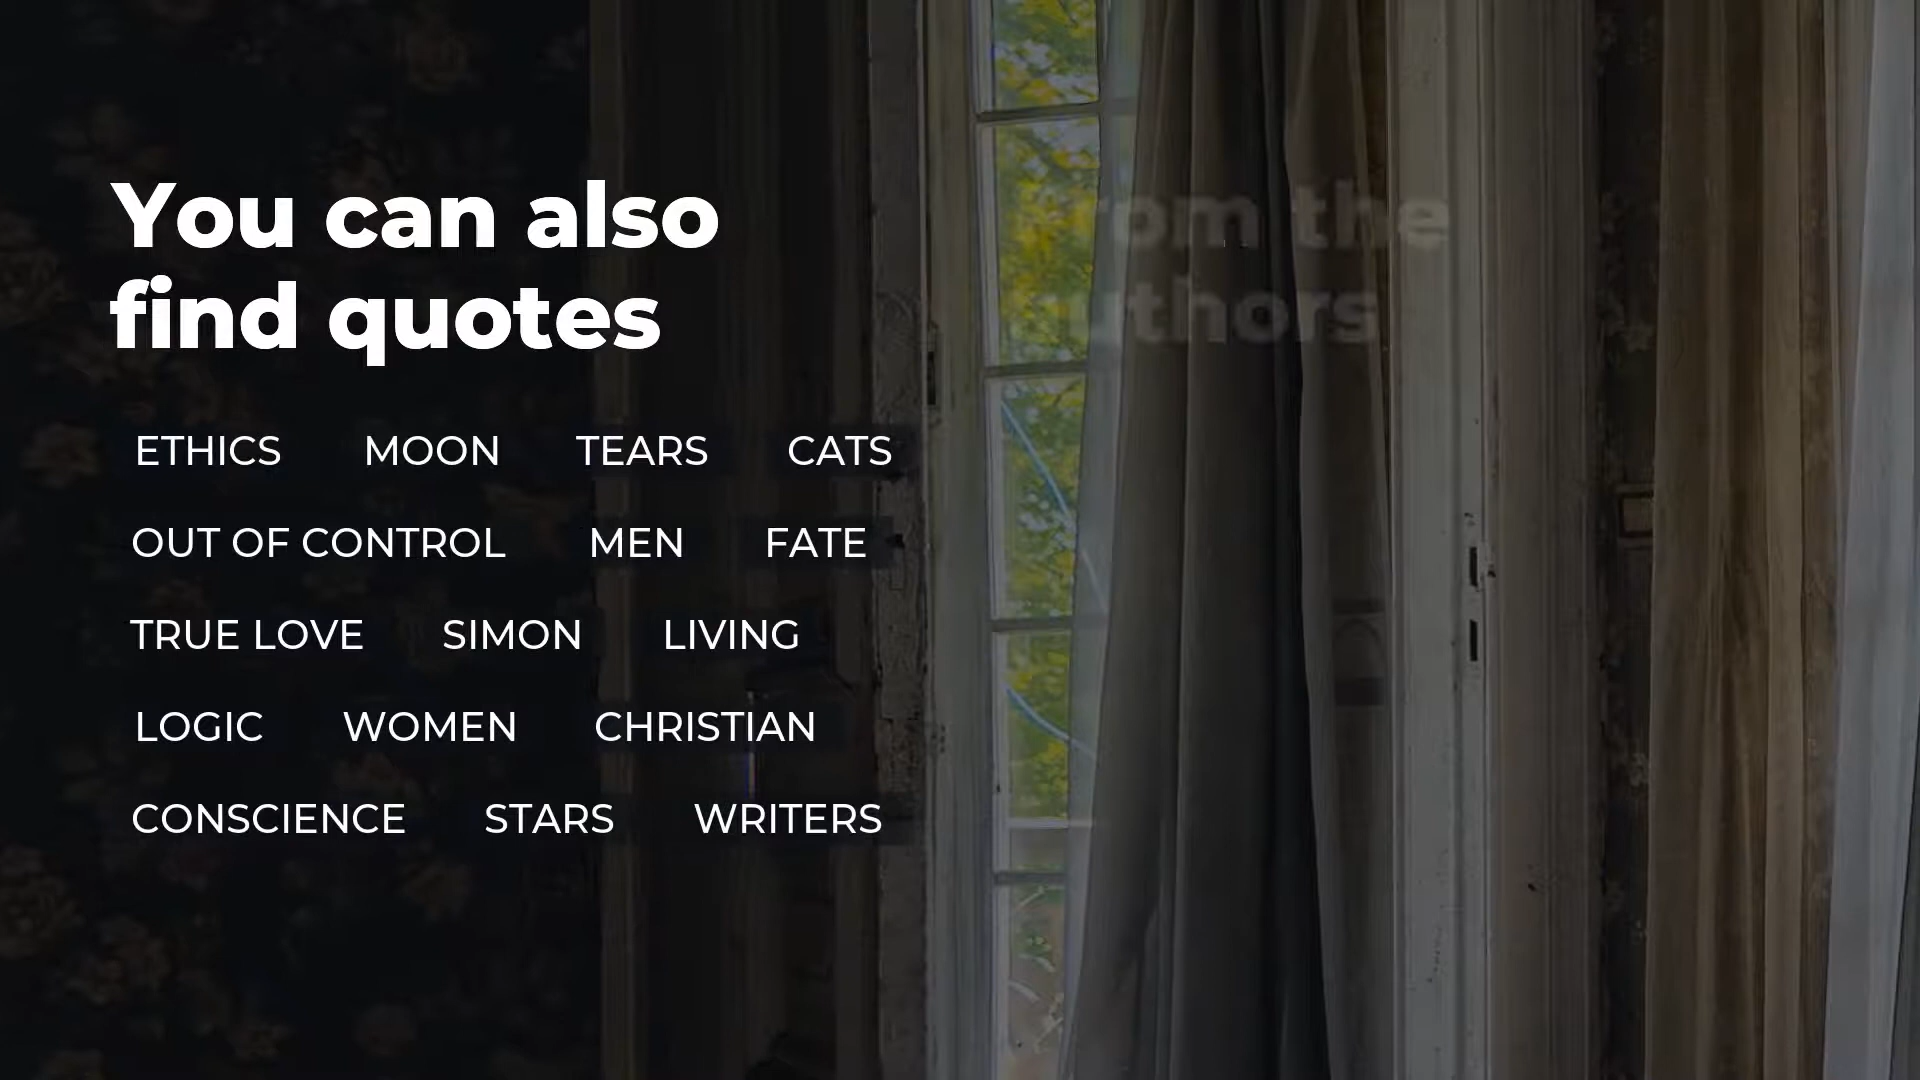 You can also
find quotes
ETHICS MOON TEARS CATS
OUT OF CONTROL MEN FATE
TRUE LOVE SIMON LIVING
LOGIC WOMEN CHRISTIAN
CONSCIENCE STARS WRITERS
the